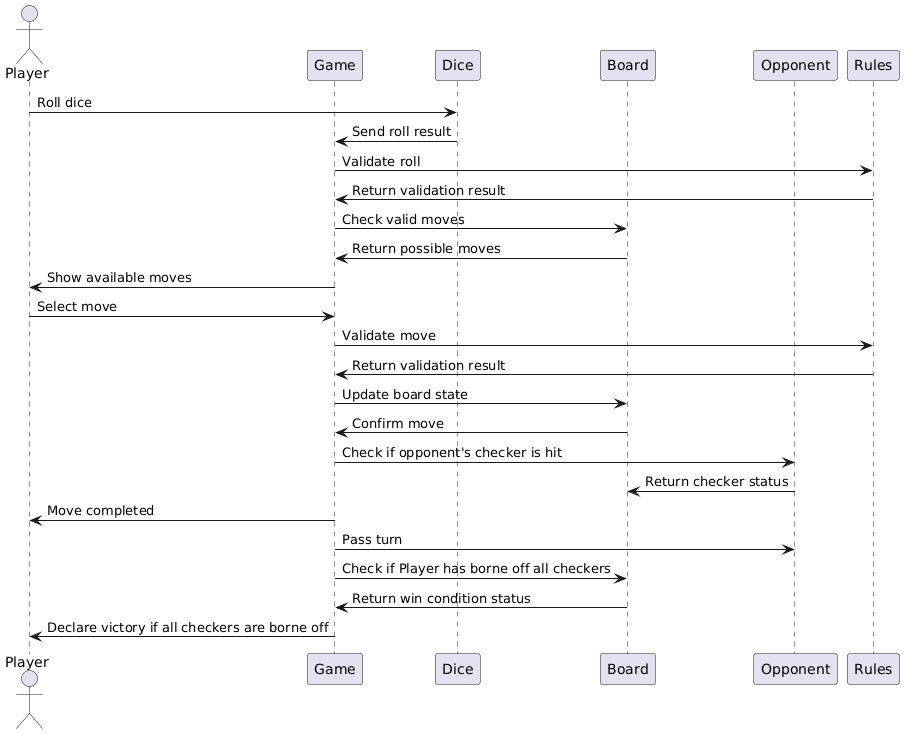 Player
Game
Dice
Board
Opponent
Rules
Roll dice
Send roll result
Validate roll
Return validation result
Check valid moves
Return possible moves
Show available moves
Select move
Validate move
Return validation result
Update board state
Confirm move
Check if opponent's checker is hit
Return checker status
Move completed
Pass turn
Check if Player has borne off all checkers
Return win condition status
Declare victory if all checkers are borne off
Player
Game
Dice
Board
Opponent
Rules